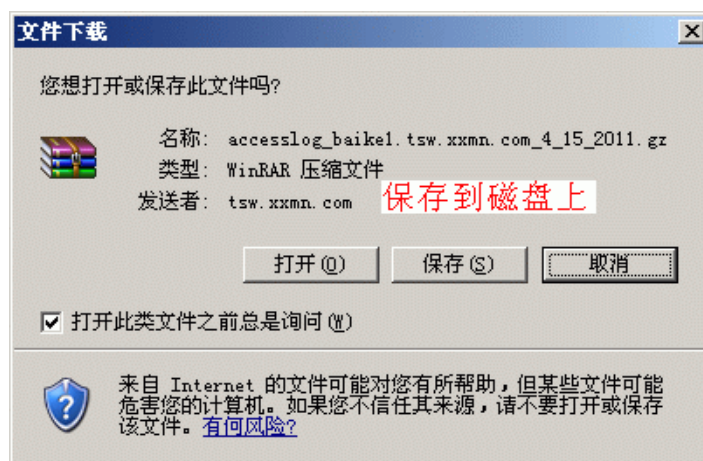 文件下载
您想打开或保存此文件吗?
名称: accesslog_baike1.tsw.xxmn.com_4_15_2011.gz
类型: WinRAR 压缩文件
发送者: tsw.xxmn.com 保存到磁盘上
打开(O) 保存(S) 取消
打开此类文件之前总是询问(W)
来自 Internet 的文件可能对您有所帮助，但某些文件可能
危害您的计算机。如果您不信任其来源，请不要打开或保存
该文件。有何风险?